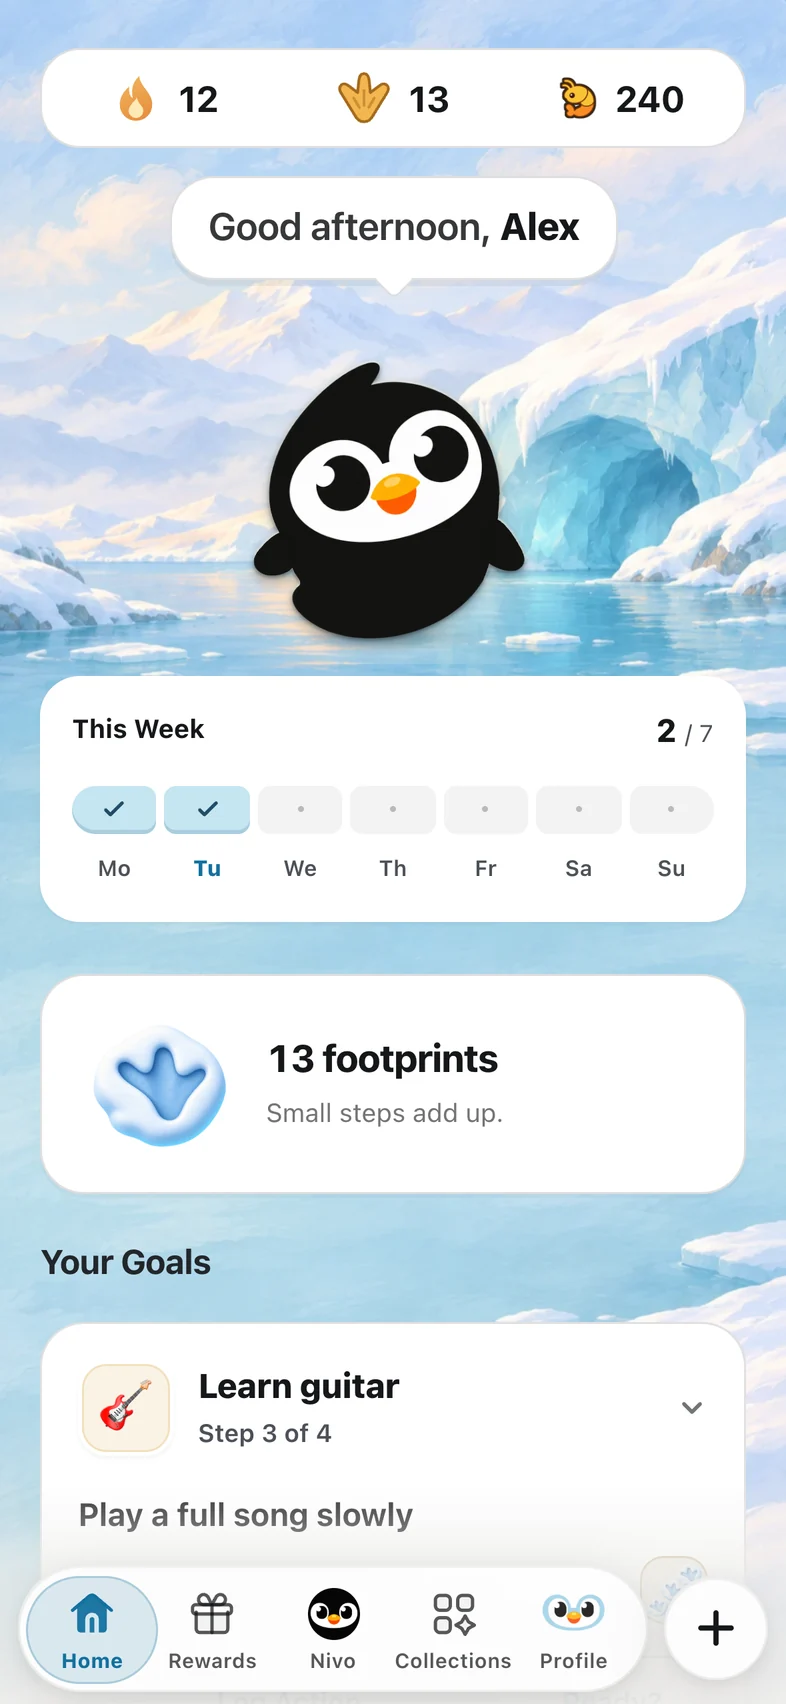 12
13
240
Good afternoon, Alex
This Week
2 / 7
Mo Tu We Th Fr Sa Su
13 footprints
Small steps add up.
Your Goals
Learn guitar
Step 3 of 4
Play a full song slowly
Home Rewards Nivo Collections Profile